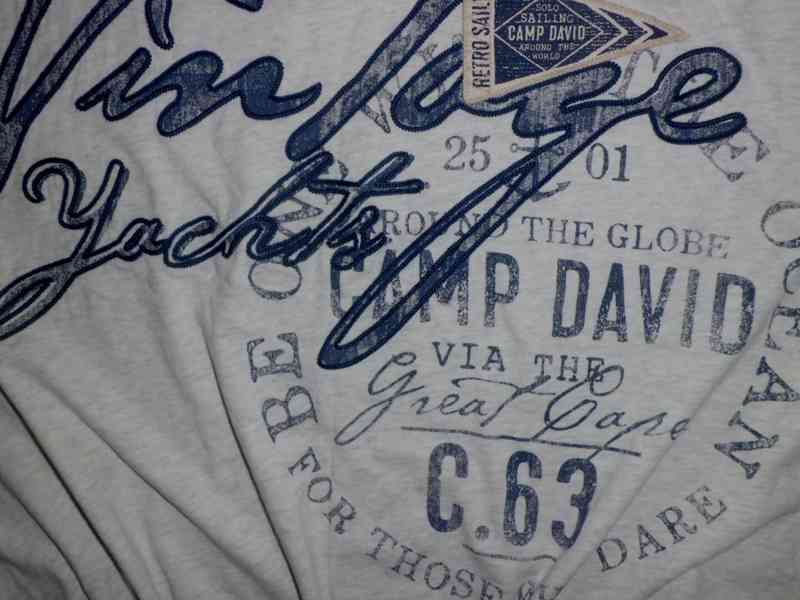 Vintage
Yachts
RETRO SAIL
SOLO
SAILING
CAMP DAVID
AROUND THE
WORLD
25 01
AROUND THE GLOBE
CAMP DAVID
VIA THE
Great Cape
C.63
BE ONE
OCEAN
FOR THOSE
DARE